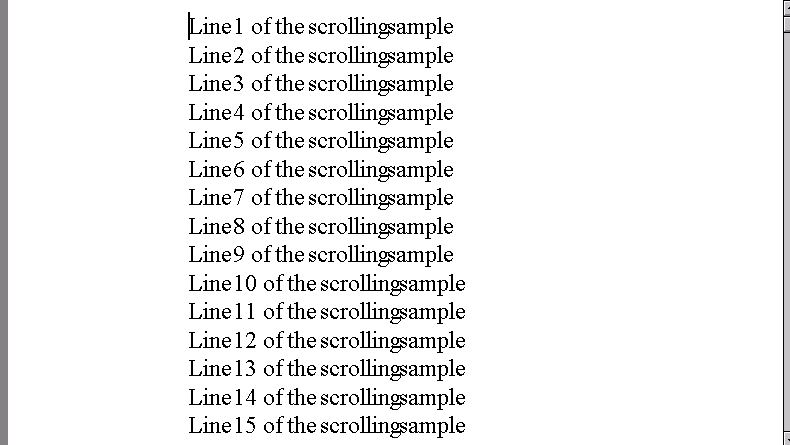 Line1 of the scrollingsample
Line2 of the scrollingsample
Line3 of the scrollingsample
Line4 of the scrollingsample
Line5 of the scrollingsample
Line6 of the scrollingsample
Line7 of the scrollingsample
Line8 of the scrollingsample
Line9 of the scrollingsample
Line10 of the scrollingsample
Line11 of the scrollingsample
Line12 of the scrollingsample
Line13 of the scrollingsample
Line14 of the scrollingsample
Line15 of the scrollingsample